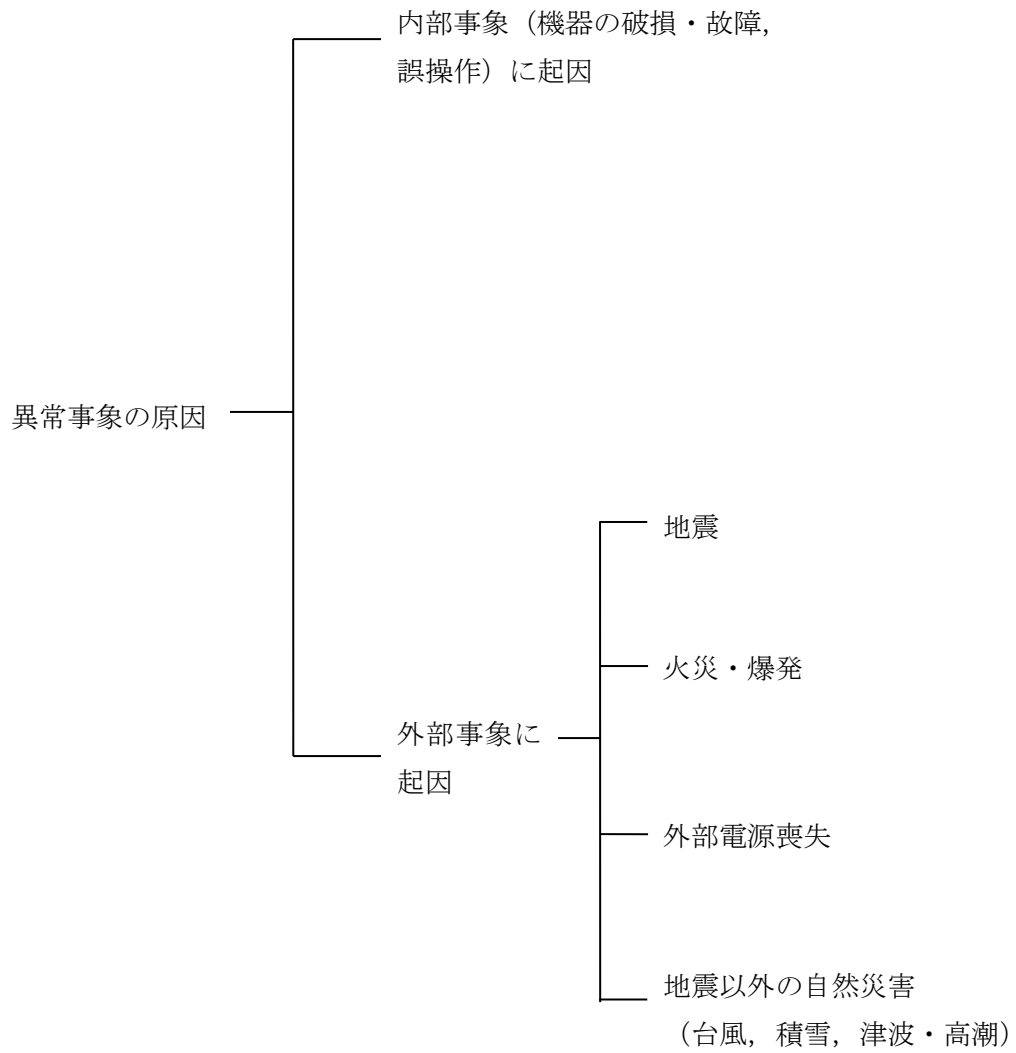 内部事象（機器の破損・故障，
誤操作）に起因
異常事象の原因
地震
火災・爆発
外部事象に
起因
外部電源喪失
地震以外の自然災害
（台風，積雪，津波・高潮）